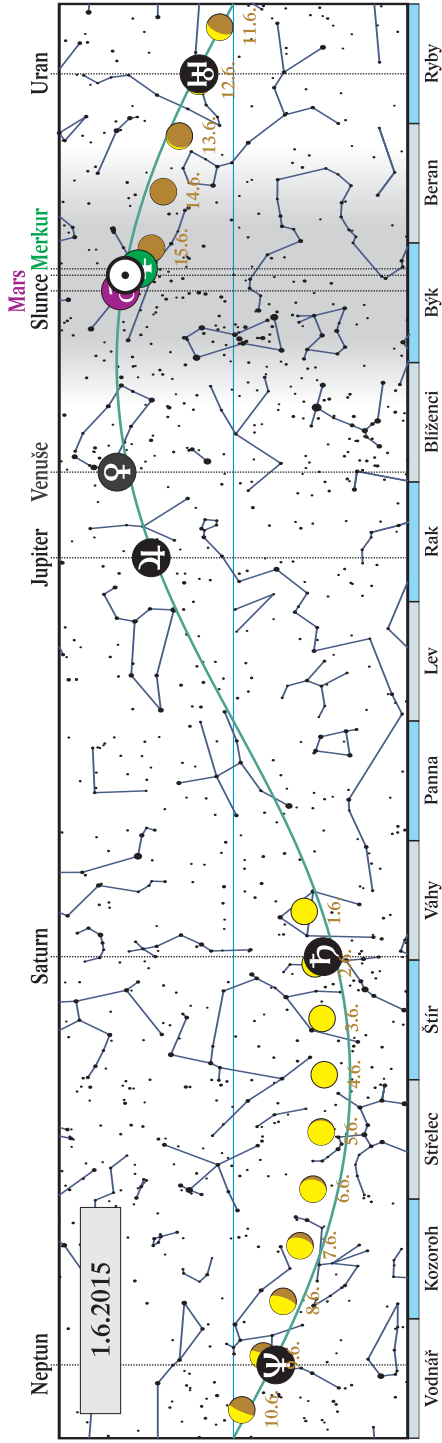 Mars
Neptun Saturn Jupiter Venuše Slunce Merkur Uran
1.6.2015
10.6. 9.6. 8.6. 7.6. 6.6. 5.6. 4.6. 3.6. 2.6. 1.6. 15.6. 14.6. 13.6. 12.6. 11.6.
Vodnář Kozoroh Střelec Štír Váhy Panna Lev Rak Blíženci Býk Beran Ryby